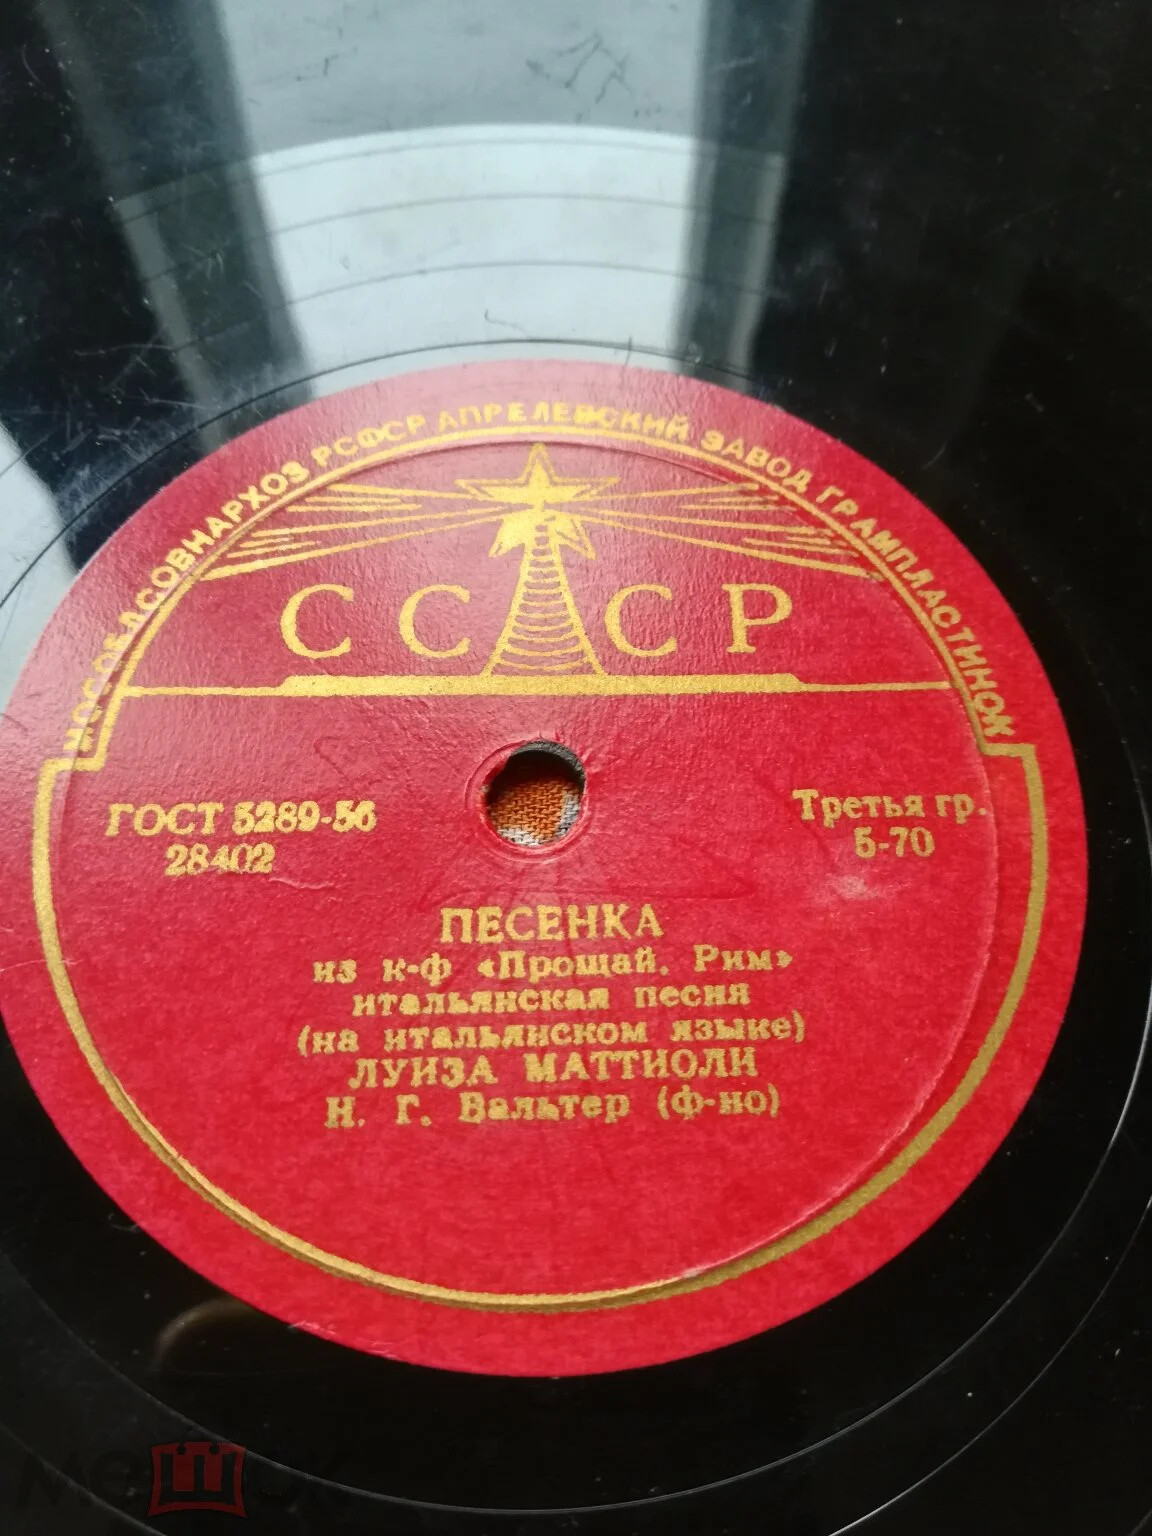 МОСОБЛСОВНАРХОЗ РСФСР АПРЕЛЕВСКИЙ ЗАВОД ГРАМПЛАСТИНОК
СССР
ГОСТ 5289-56
28402
Третья гр.
5-70
ПЕСЕНКА
из к-ф «Прощай, Рим»
итальянская песня
(на итальянском языке)
ЛУИЗА МАТТИОЛИ
Н. Г. Вальтер (ф-но)
мешок